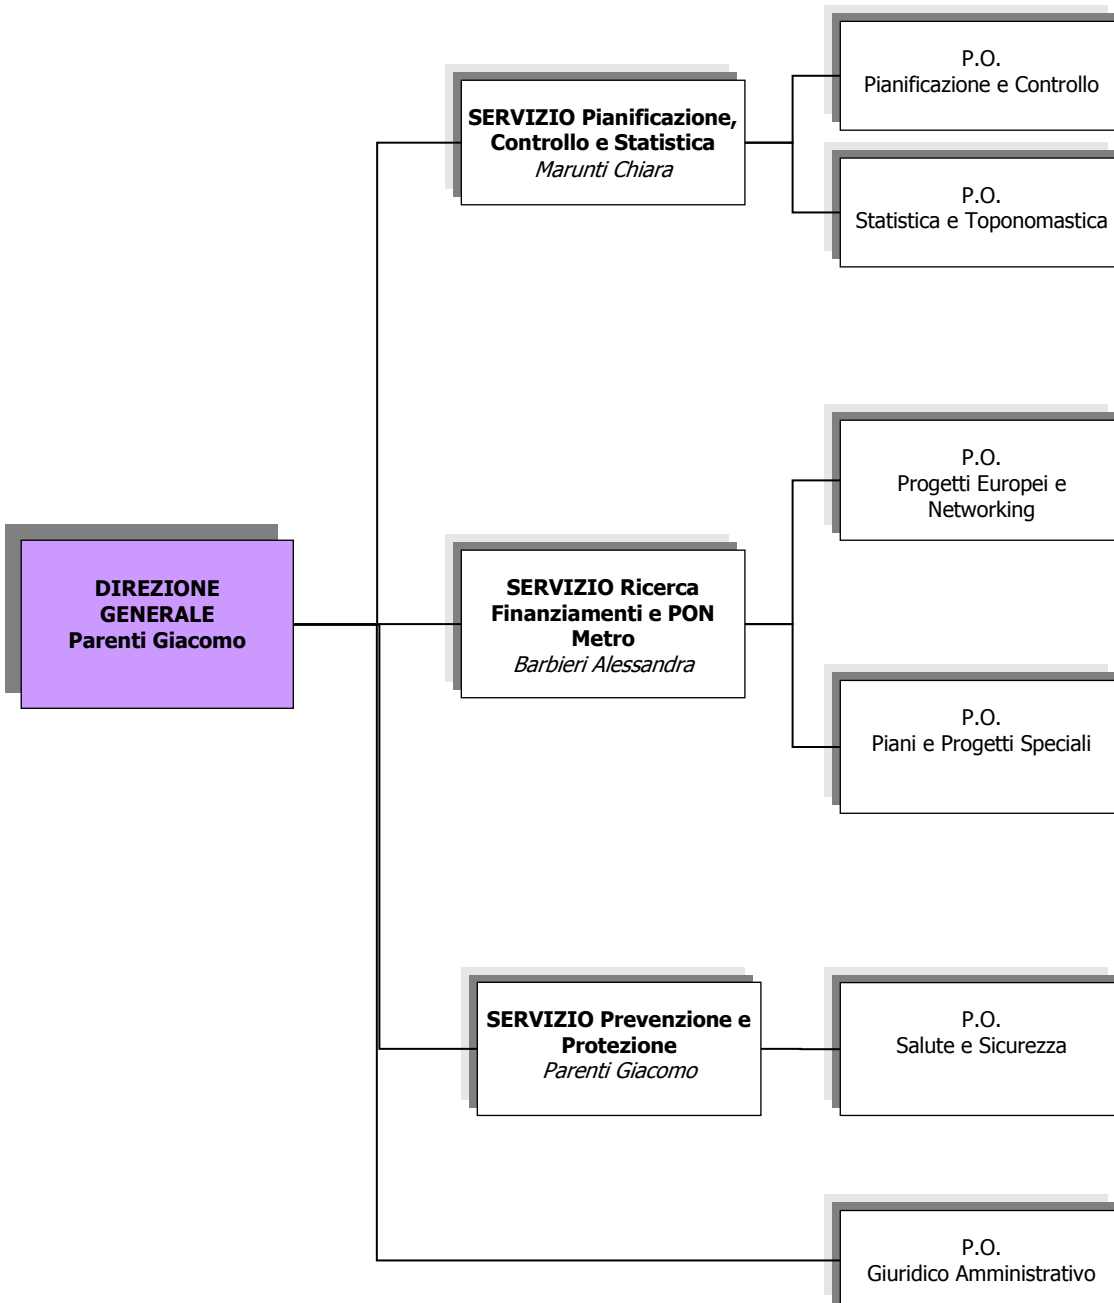 P.O.
Pianificazione e Controllo
SERVIZIO Pianificazione,
Controllo e Statistica
Marunti Chiara
P.O.
Statistica e Toponomastica
P.O.
Progetti Europei e
Networking
DIREZIONE
GENERALE
Parenti Giacomo
SERVIZIO Ricerca
Finanziamenti e PON
Metro
Barbieri Alessandra
P.O.
Piani e Progetti Speciali
SERVIZIO Prevenzione e
Protezione
Parenti Giacomo
P.O.
Salute e Sicurezza
P.O.
Giuridico Amministrativo